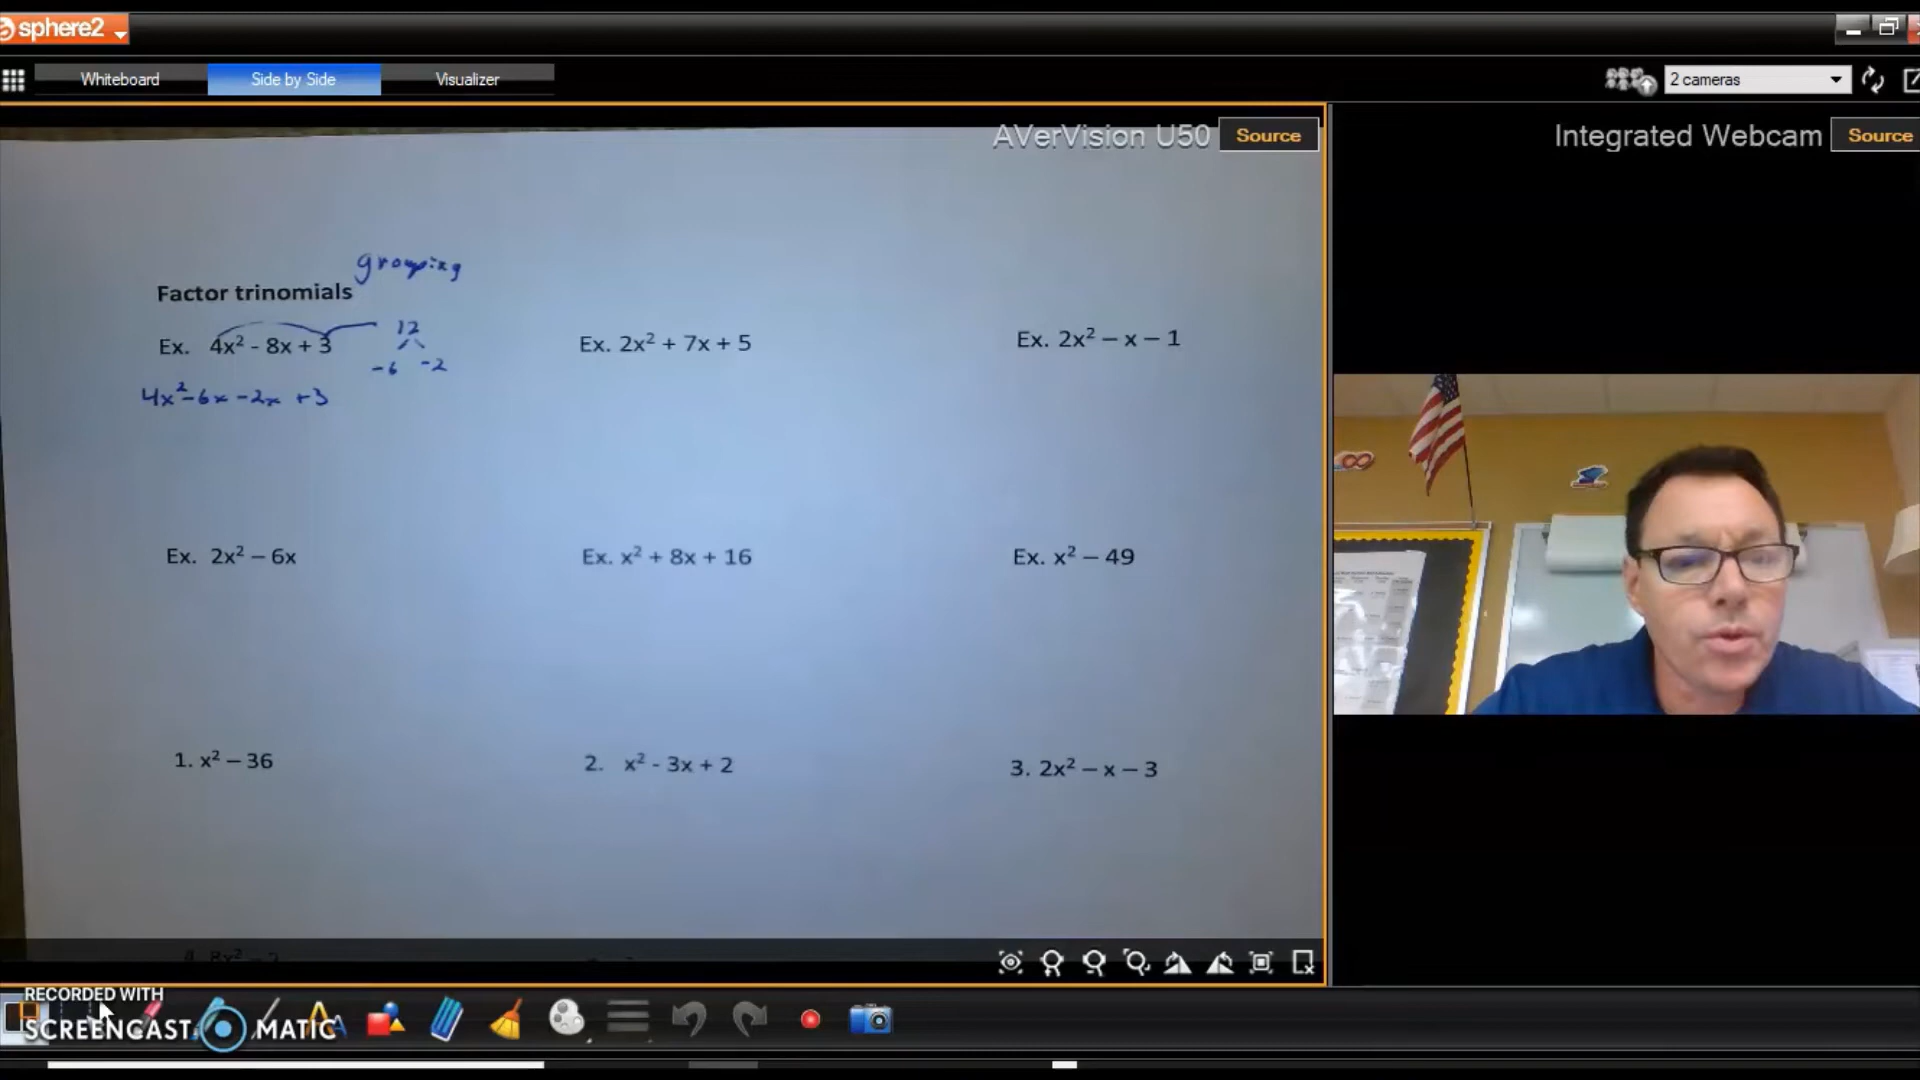 sphere2
Whiteboard Side by Side Visualizer
2 cameras
AVerVision U50 Source
Integrated Webcam Source
grouping
Factor trinomials
Ex. 4x² - 8x + 3
12
-6 -2
4x² -6x -2x +3
Ex. 2x² + 7x + 5
Ex. 2x² – x – 1
Ex. 2x² – 6x
Ex. x² + 8x + 16
Ex. x² – 49
1. x² – 36
2. x² - 3x + 2
3. 2x² – x – 3
RECORDED WITH
SCREENCAST MATIC